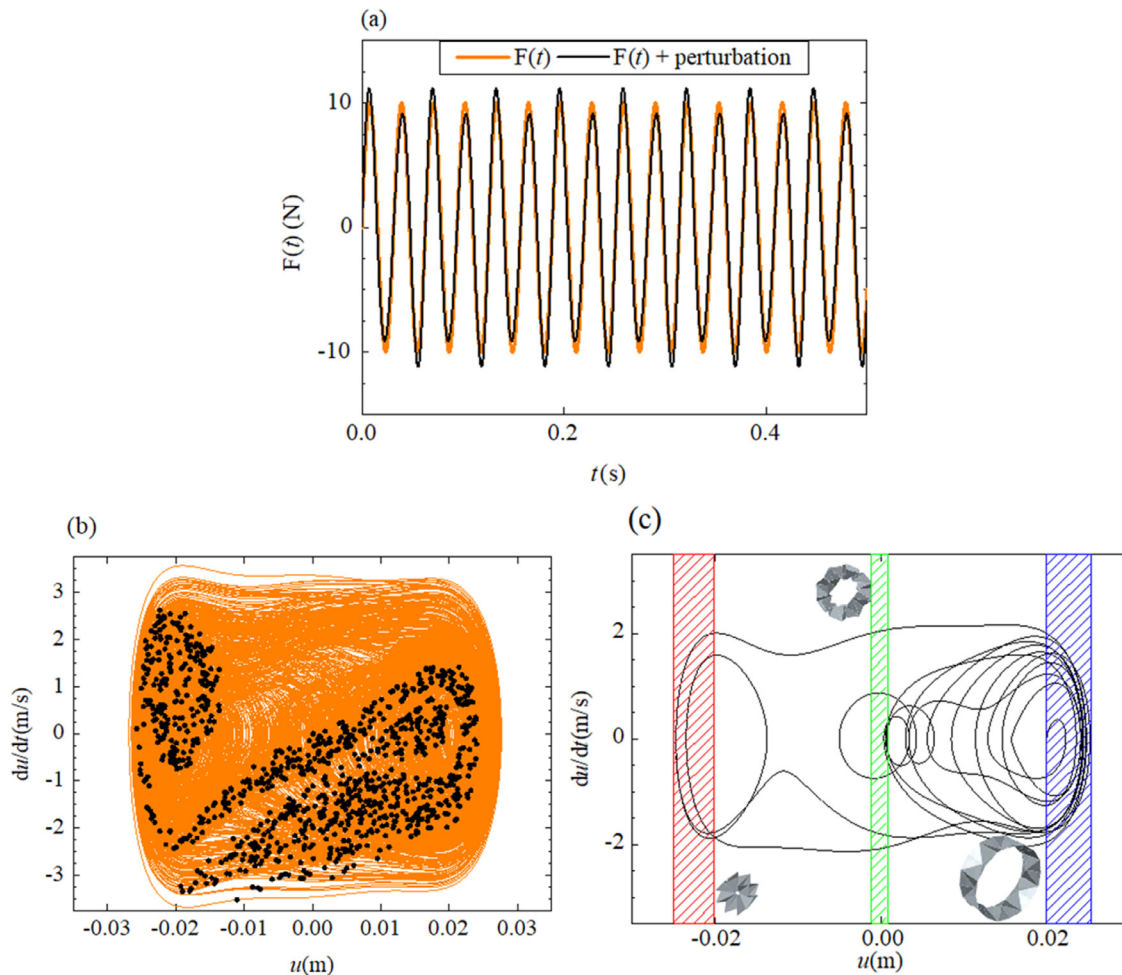 (a)
F(t) F(t) + perturbation
10
0
-10
F(t) (N)
0.0 0.2 0.4
t(s)
(b)
3
2
1
0
-1
-2
-3
du/dt(m/s)
-0.03 -0.02 -0.01 0.00 0.01 0.02 0.03
u(m)
(c)
2
0
-2
du/dt(m/s)
-0.02 0.00 0.02
u(m)